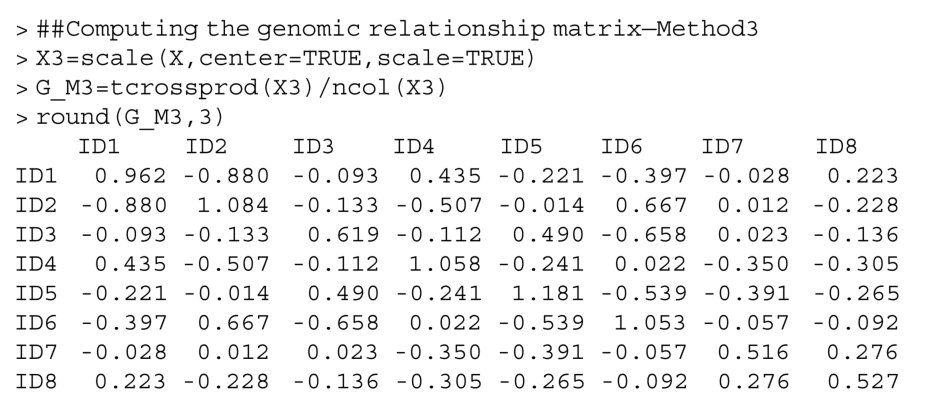 > ##Computing the genomic relationship matrix—Method3
> X3=scale(X,center=TRUE,scale=TRUE)
> G_M3=tcrossprod(X3)/ncol(X3)
> round(G_M3,3)
ID1 ID2 ID3 ID4 ID5 ID6 ID7 ID8
ID1 0.962 -0.880 -0.093 0.435 -0.221 -0.397 -0.028 0.223
ID2 -0.880 1.084 -0.133 -0.507 -0.014 0.667 0.012 -0.228
ID3 -0.093 -0.133 0.619 -0.112 0.490 -0.658 0.023 -0.136
ID4 0.435 -0.507 -0.112 1.058 -0.241 0.022 -0.350 -0.305
ID5 -0.221 -0.014 0.490 -0.241 1.181 -0.539 -0.391 -0.265
ID6 -0.397 0.667 -0.658 0.022 -0.539 1.053 -0.057 -0.092
ID7 -0.028 0.012 0.023 -0.350 -0.391 -0.057 0.516 0.276
ID8 0.223 -0.228 -0.136 -0.305 -0.265 -0.092 0.276 0.527